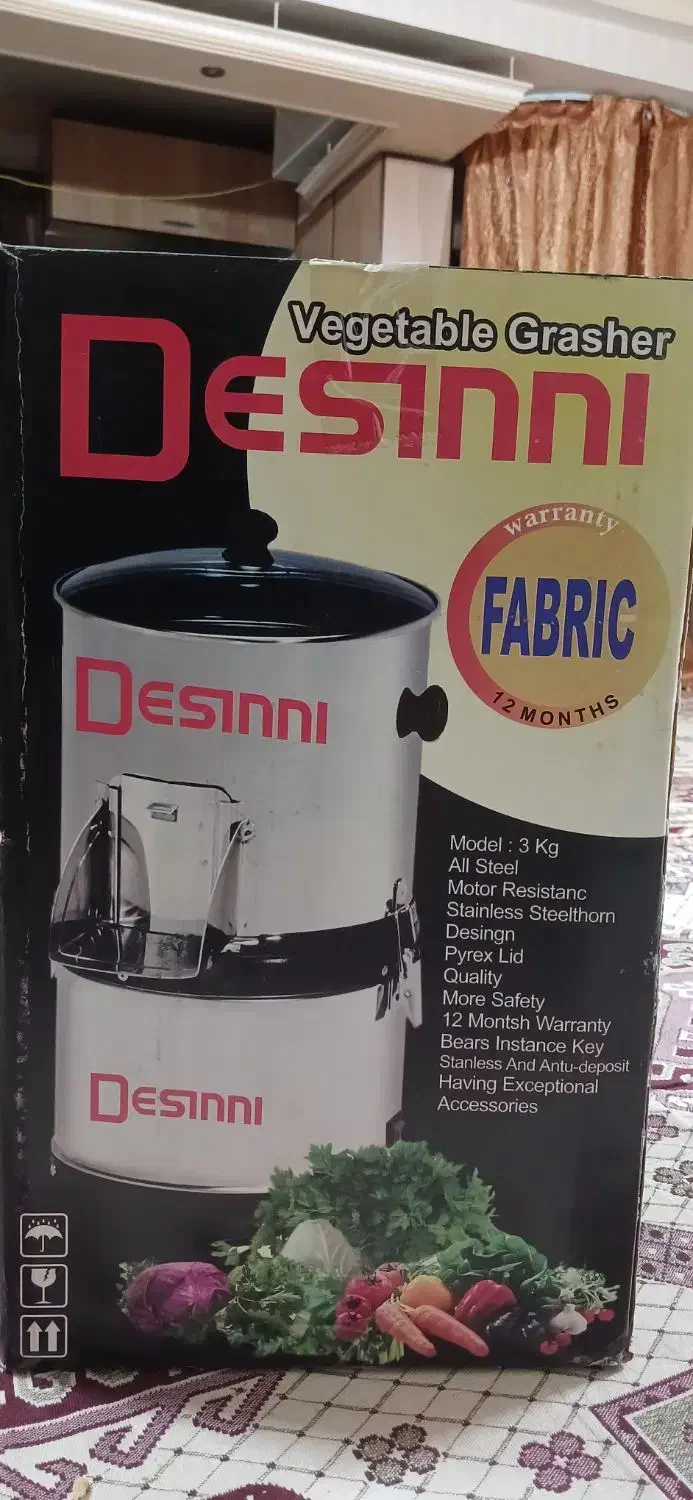 Vegetable Grasher
DESINNI
warranty
FABRIC
12 MONTHS
DESINNI
DESINNI
Model : 3 Kg
All Steel
Motor Resistanc
Stainless Steelthorn
Desingn
Pyrex Lid
Quality
More Safety
12 Montsh Warranty
Bears Instance Key
Stanless And Antu-deposit
Having Exceptional
Accessories